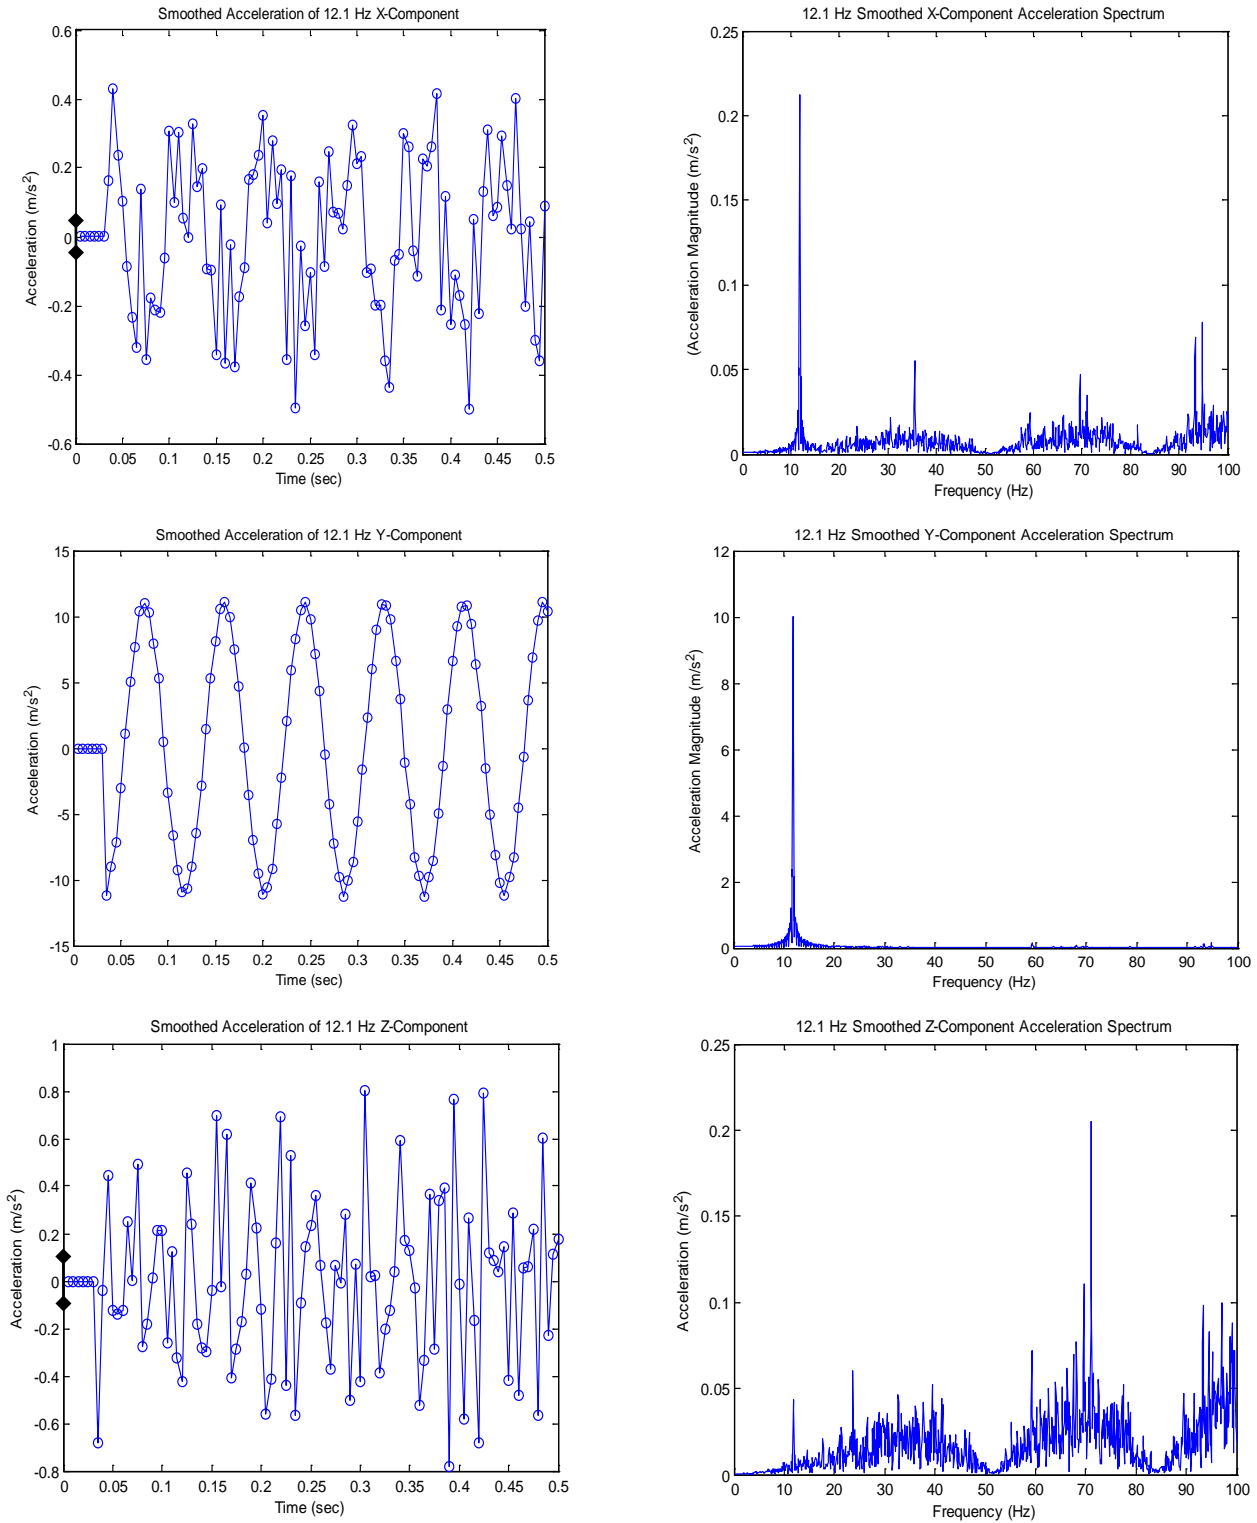 Smoothed Acceleration of 12.1 Hz X-Component
0.6
0.4
0.2
0
-0.2
-0.4
-0.6
Acceleration (m/s²)
0 0.05 0.1 0.15 0.2 0.25 0.3 0.35 0.4 0.45 0.5
Time (sec)
12.1 Hz Smoothed X-Component Acceleration Spectrum
0.25
0.2
0.15
0.1
0.05
0
(Acceleration Magnitude (m/s²)
0 10 20 30 40 50 60 70 80 90 100
Frequency (Hz)
Smoothed Acceleration of 12.1 Hz Y-Component
15
10
5
0
-5
-10
-15
Acceleration (m/s²)
0 0.05 0.1 0.15 0.2 0.25 0.3 0.35 0.4 0.45 0.5
Time (sec)
12.1 Hz Smoothed Y-Component Acceleration Spectrum
12
10
8
6
4
2
0
Acceleration Magnitude (m/s²)
0 10 20 30 40 50 60 70 80 90 100
Frequency (Hz)
Smoothed Acceleration of 12.1 Hz Z-Component
1
0.8
0.6
0.4
0.2
0
-0.2
-0.4
-0.6
-0.8
Acceleration (m/s²)
0 0.05 0.1 0.15 0.2 0.25 0.3 0.35 0.4 0.45 0.5
Time (sec)
12.1 Hz Smoothed Z-Component Acceleration Spectrum
0.25
0.2
0.15
0.1
0.05
0
Acceleration (m/s²)
0 10 20 30 40 50 60 70 80 90 100
Frequency (Hz)